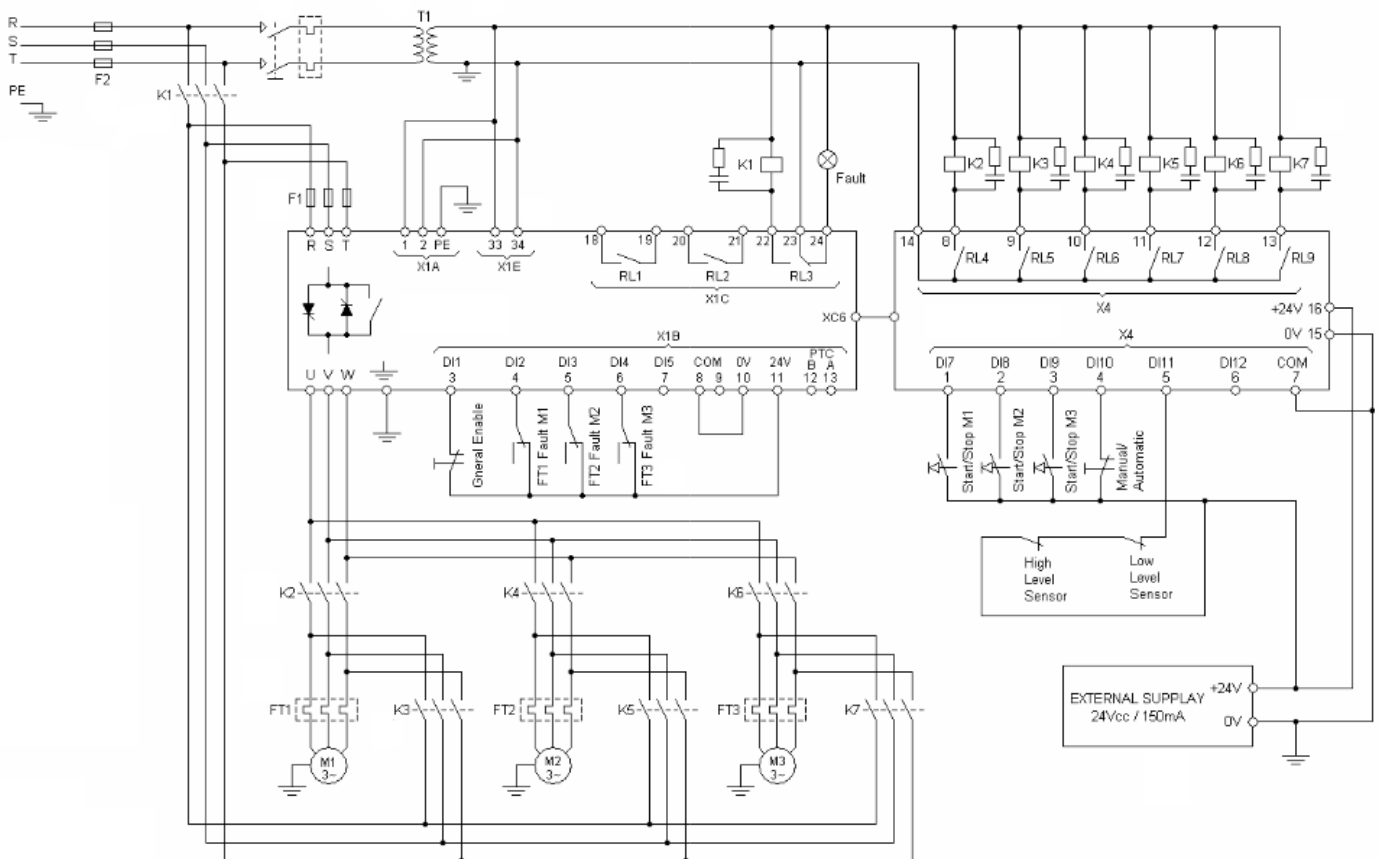 R
S
T
F2
PE
T1
K1
K1
Fault
K2 K3 K4 K5 K6 K7
F1
R S T
1 2 PE
X1A
33 34
X1E
18 19 20 21 22 23 24
RL1 RL2 RL3
X1C
14 8 9 10 11 12 13
RL4 RL5 RL6 RL7 RL8 RL9
X4
+24V 16
0V 15
XC6
X1B
DI1 DI2 DI3 DI4 DI5 COM 0V 24V PTC
B A
3 4 5 6 7 8 9 10 11 12 13
U V W
X4
DI7 DI8 DI9 DI10 DI11 DI12 COM
1 2 3 4 5 6 7
Gneral Enable
FT1 Fault M1
FT2 Fault M2
FT3 Fault M3
Start/Stop M1
Start/Stop M2
Start/Stop M3
Manual/
Automatic
High
Level
Sensor
Low
Level
Sensor
K2 K4 K6
FT1 K3 FT2 K5 FT3 K7
M1
3~
M2
3~
M3
3~
EXTERNAL SUPPLAY
24Vcc / 150mA
+24V
0V